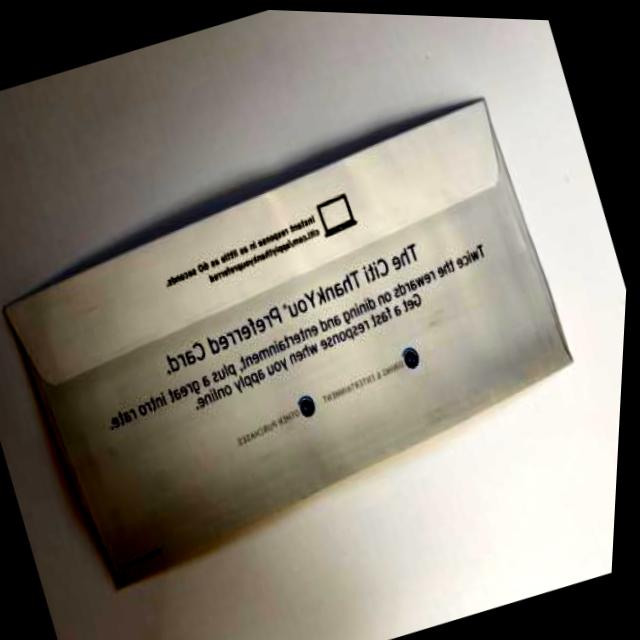 Instant response in as little as 60 seconds.
The Citi ThankYou® Preferred Card.
Twice the rewards on dining and entertainment, plus a great intro rate.
Get a fast response when you apply online.
DINING & ENTERTAINMENT
OTHER PURCHASES